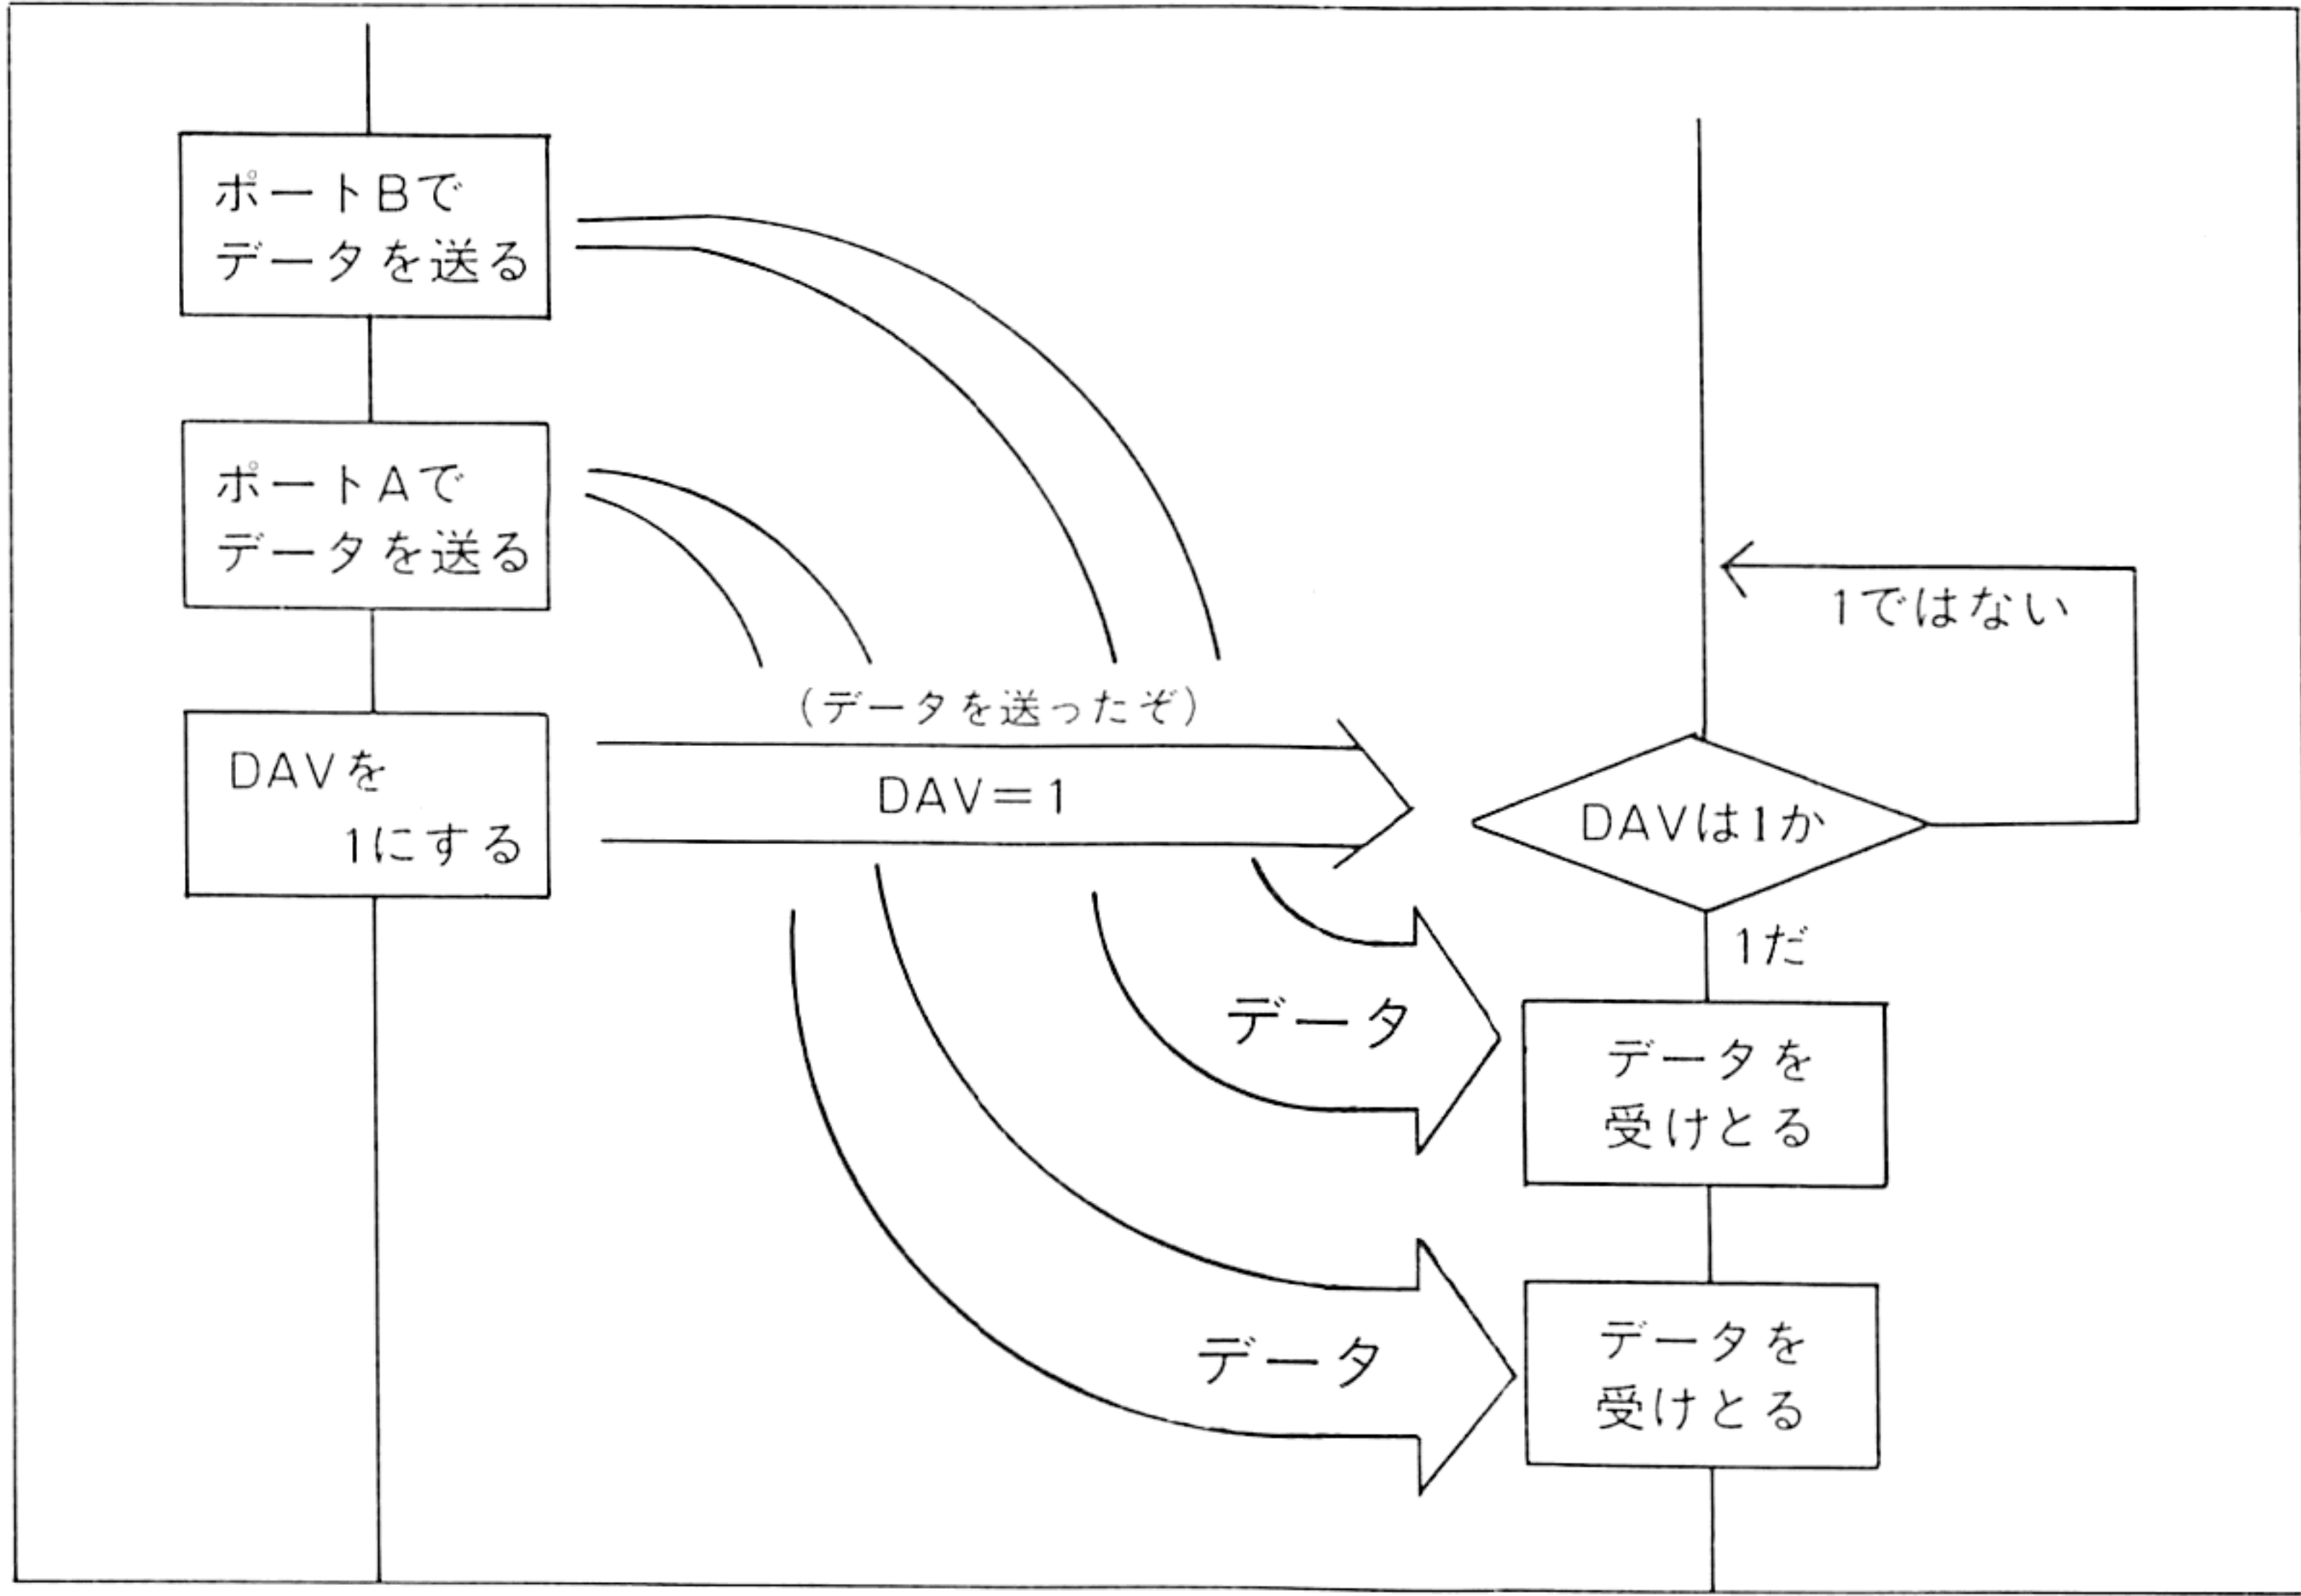 ポートBで
データを送る
ポートAで
データを送る
DAVを
1にする
(データを送ったぞ)
DAV＝1
1ではない
DAVは1か
1だ
データ
データを
受けとる
データ
データを
受けとる